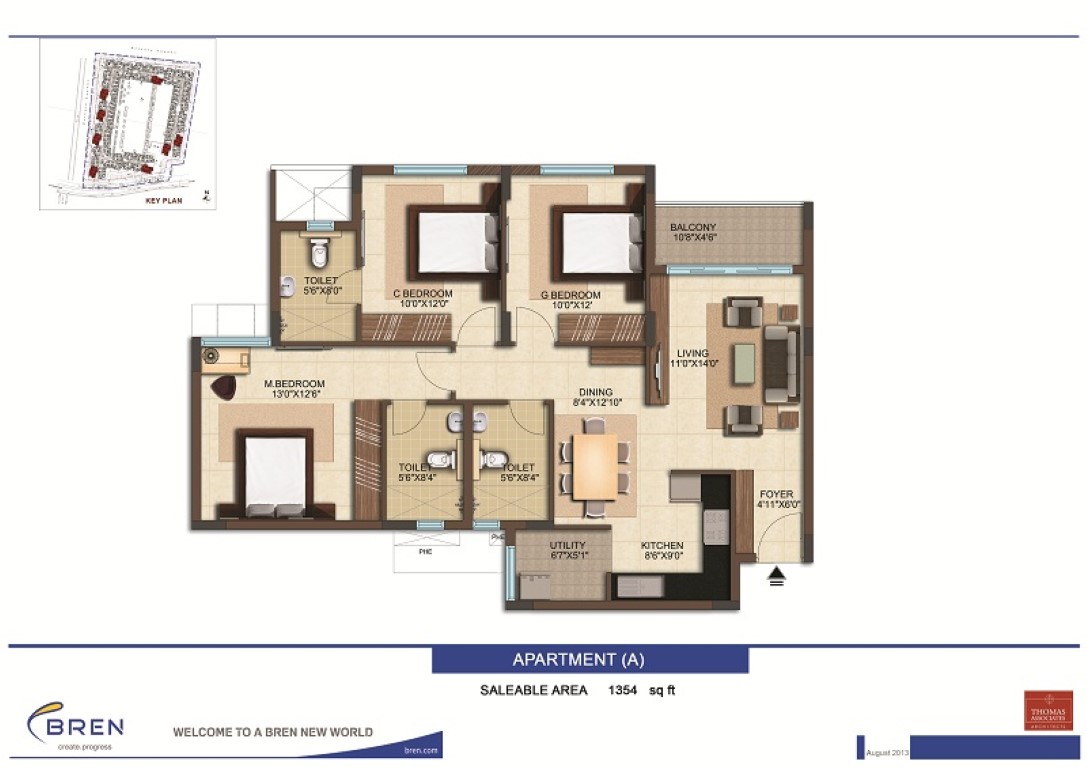 KEY PLAN
N
BALCONY
10'8"X4'6"
TOILET
5'6"X8'0"
C BEDROOM
10'0"X12'0"
G BEDROOM
10'0"X12'
LIVING
11'0"X14'0"
M.BEDROOM
13'0"X12'6"
DINING
8'4"X12'10"
TOILET
5'6"X8'4"
TOILET
5'6"X8'4"
FOYER
4'11"X6'0"
UTILITY
6'7"X5'1"
KITCHEN
8'6"X9'0"
PHE
PHE
APARTMENT (A)
SALEABLE AREA 1354 sq ft
BREN
create.progress
WELCOME TO A BREN NEW WORLD
bren.com
THOMAS
ASSOCIATES
ARCHITECTS
August 2013